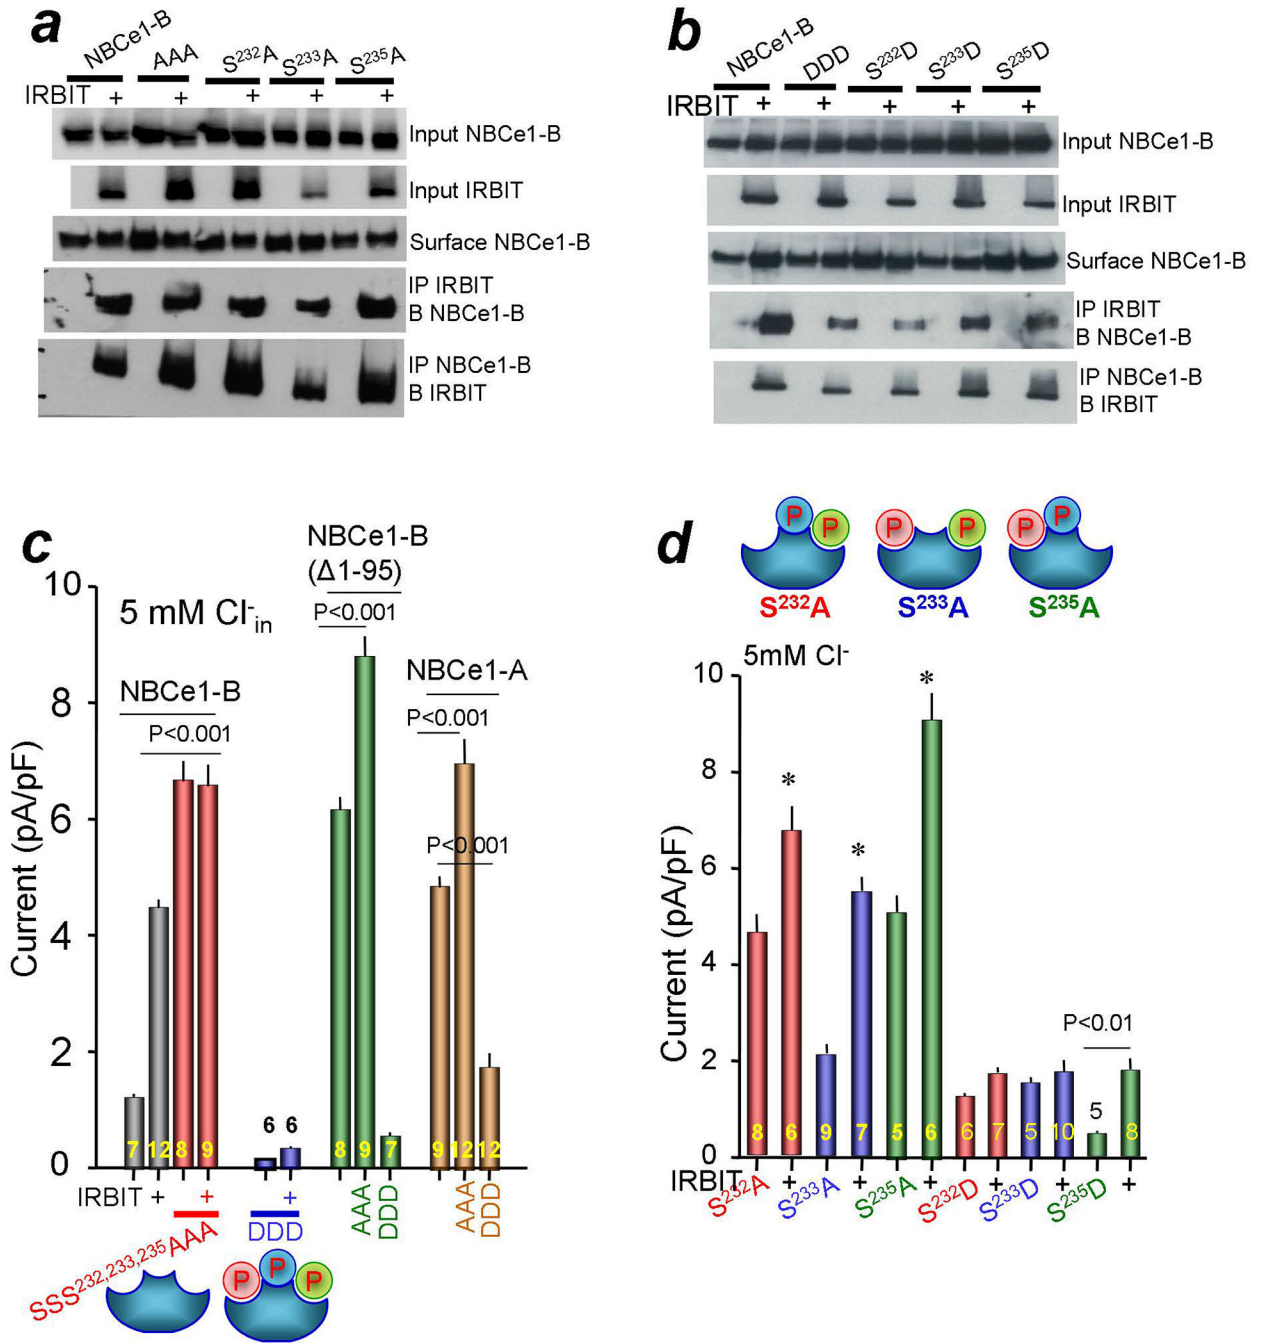 a
NBCe1-B AAA S232A S233A S235A
IRBIT + + + + +
Input NBCe1-B
Input IRBIT
Surface NBCe1-B
IP IRBIT
B NBCe1-B
IP NBCe1-B
B IRBIT
b
NBCe1-B DDD S232D S233D S235D
IRBIT + + + + +
Input NBCe1-B
Input IRBIT
Surface NBCe1-B
IP IRBIT
B NBCe1-B
IP NBCe1-B
B IRBIT
c
Current (pA/pF)
10
8
6
4
2
0
5 mM Cl-in
NBCe1-B
P<0.001
NBCe1-B
(Δ1-95)
P<0.001
NBCe1-A
P<0.001
P<0.001
7 12 8 9 6 6 8 9 7 9 12 12
IRBIT + + +
SSS232,233,235AAA
DDD
AAA
DDD
AAA
DDD
P P P
d
P P P P P P
S232A S233A S235A
5mM Cl-
Current (pA/pF)
10
8
6
4
2
0
* * *
P<0.01
8 6 9 7 5 6 6 7 5 10 5 8
IRBIT + + + + + +
S232A S233A S235A S232D S233D S235D